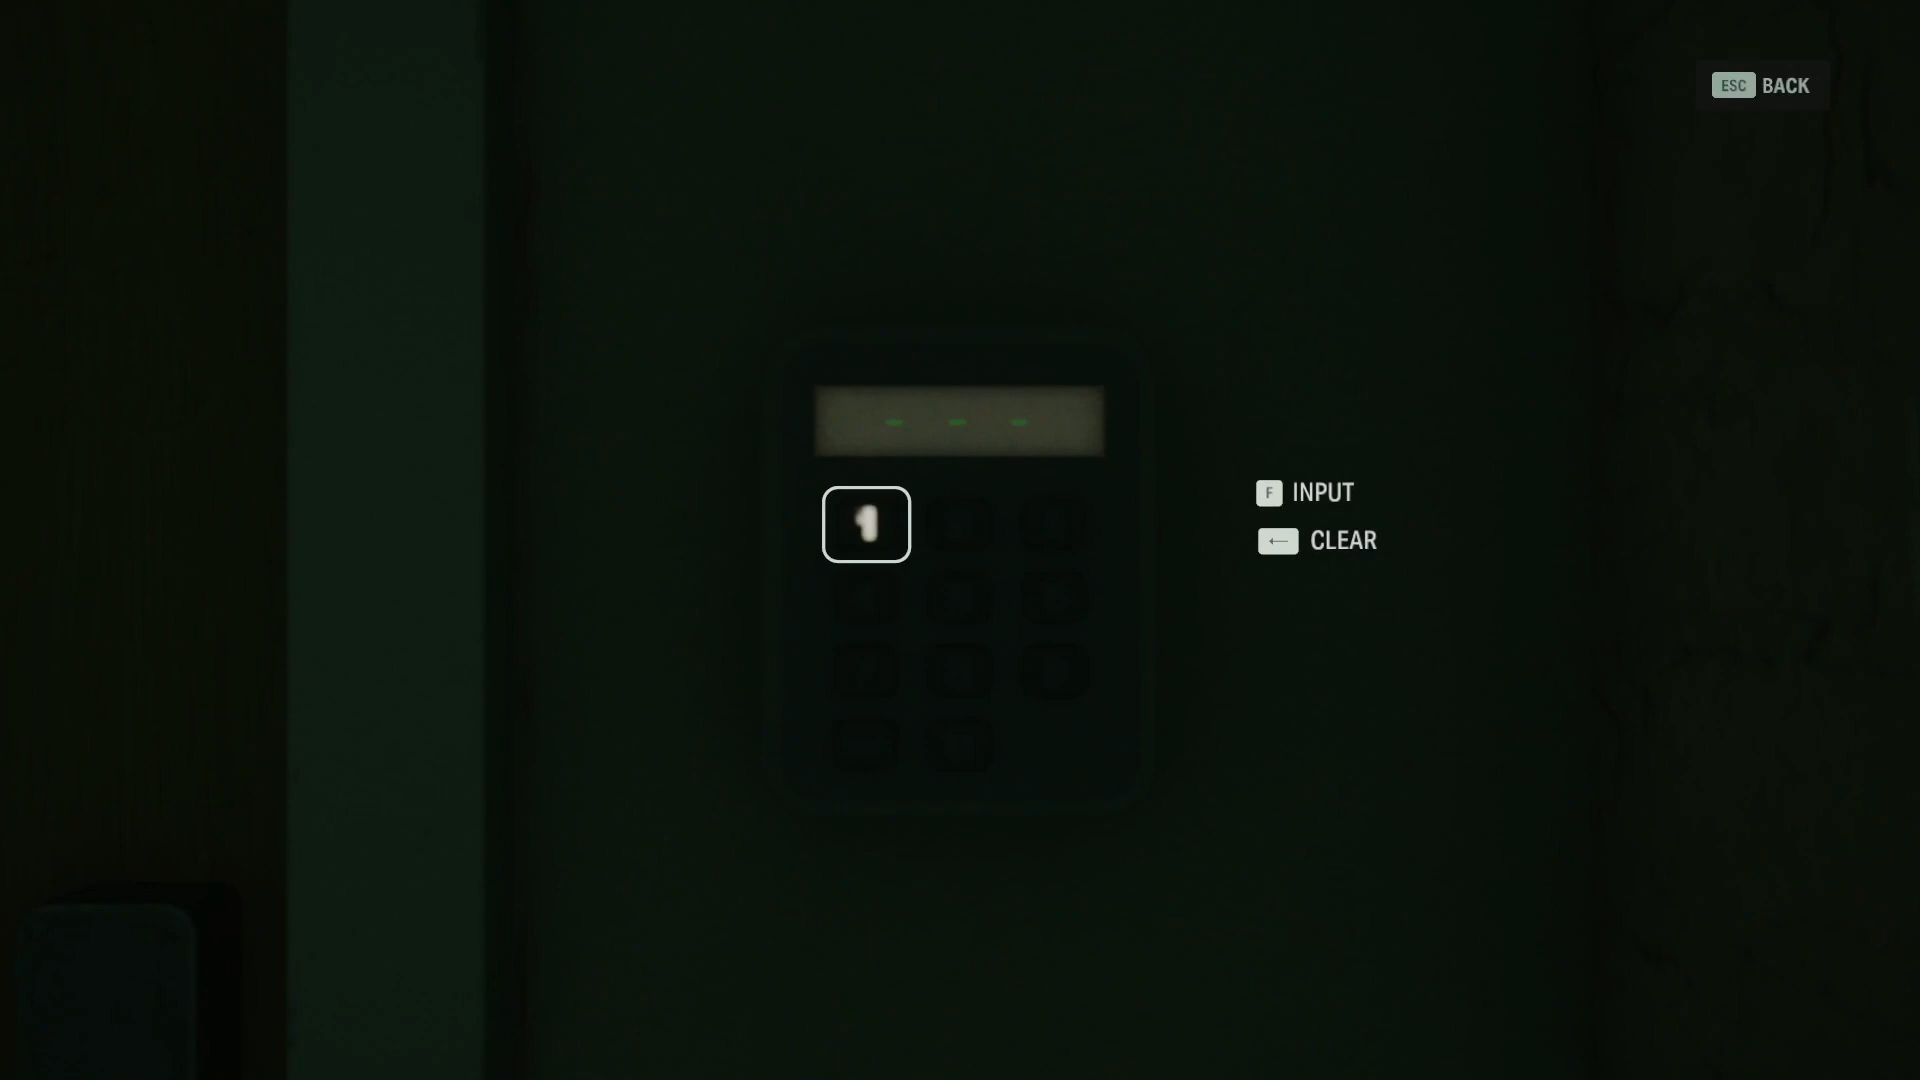 ESC BACK
- - -
1
F INPUT
← CLEAR